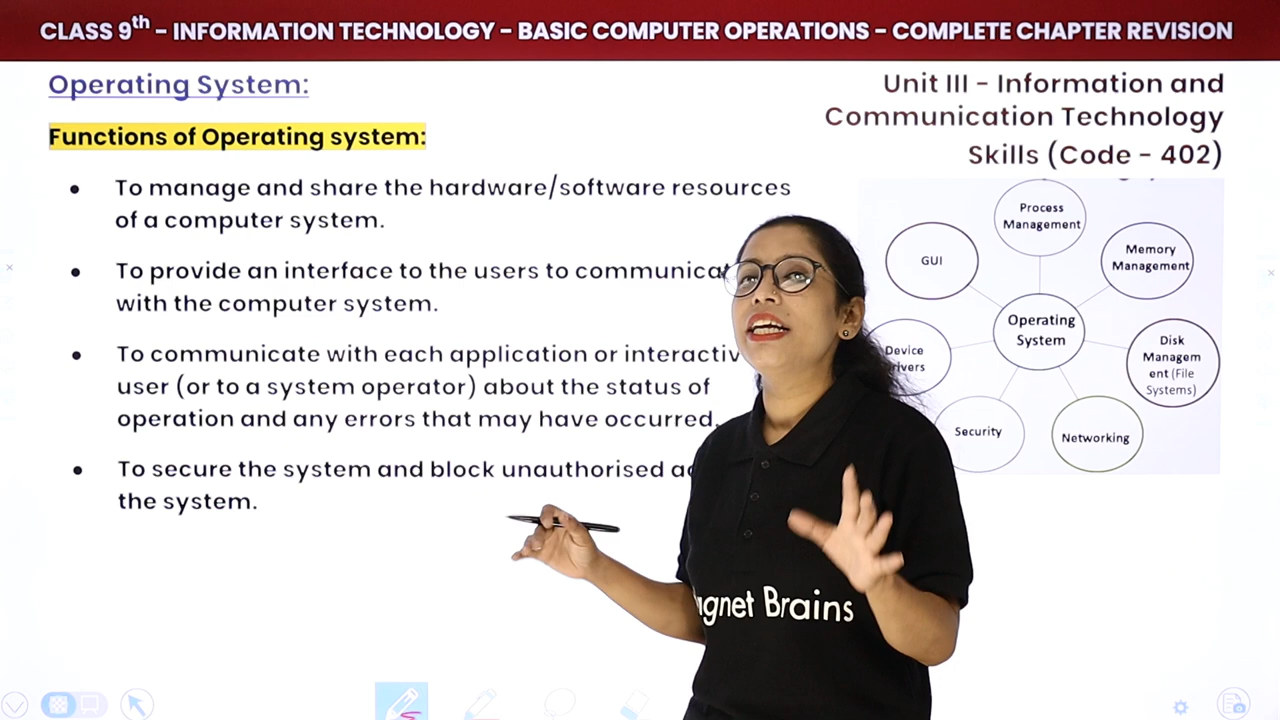 CLASS 9th - INFORMATION TECHNOLOGY - BASIC COMPUTER OPERATIONS - COMPLETE CHAPTER REVISION
Operating System:
Functions of Operating system:
• To manage and share the hardware/software resources
of a computer system.
• To provide an interface to the users to
with the computer system.
• To communicate with each application or
user (or to a system operator) about the status of
operation and any errors that may have occurred.
• To secure the system and block unauthorised
the system.
Unit III - Information and
Communication Technology
Skills (Code - 402)
Process
Management
GUI
Memory
Management
Operating
System
Device
Disk
Managem
ent (File
Systems)
Security
Networking
Brains